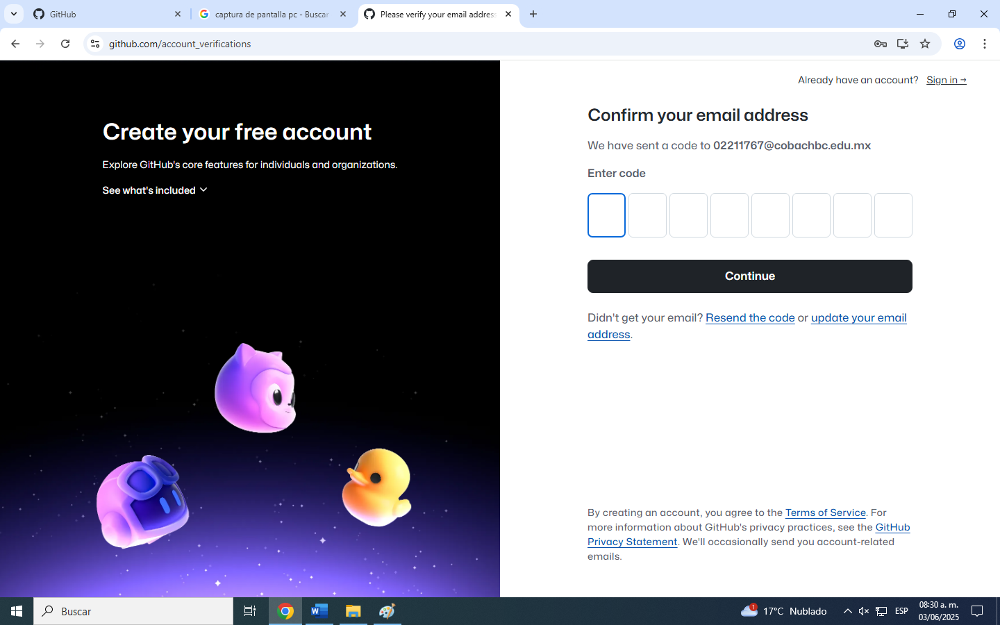 GitHub
captura de pantalla pc - Buscar
Please verify your email address
github.com/account_verifications
Already have an account? Sign in →
Create your free account
Explore GitHub's core features for individuals and organizations.
See what's included
Confirm your email address
We have sent a code to 02211767@cobachbc.edu.mx
Enter code
Continue
Didn't get your email? Resend the code or update your email
address.
By creating an account, you agree to the Terms of Service. For
more information about GitHub's privacy practices, see the GitHub
Privacy Statement. We'll occasionally send you account-related
emails.
Buscar
1
17°C Nublado
ESP
08:30 a. m.
03/06/2025